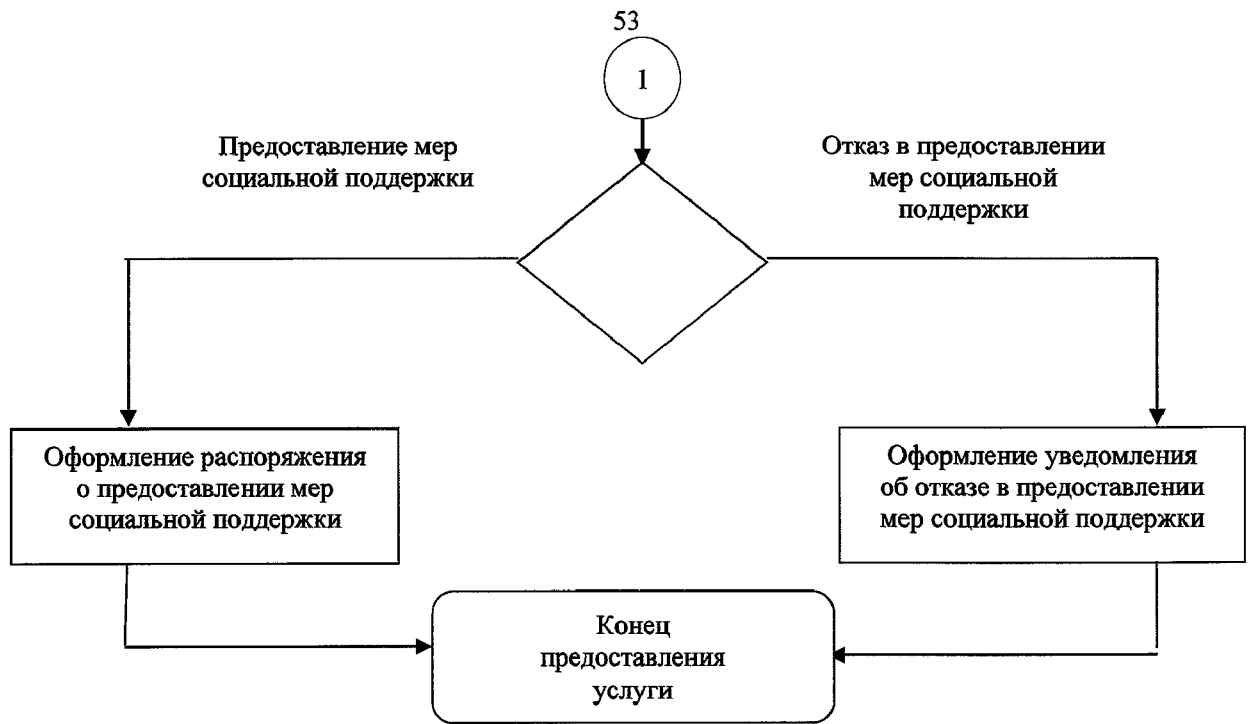 53
1
Предоставление мер
социальной поддержки
Отказ в предоставлении
мер социальной
поддержки
Оформление распоряжения
о предоставлении мер
социальной поддержки
Оформление уведомления
об отказе в предоставлении
мер социальной поддержки
Конец
предоставления
услуги